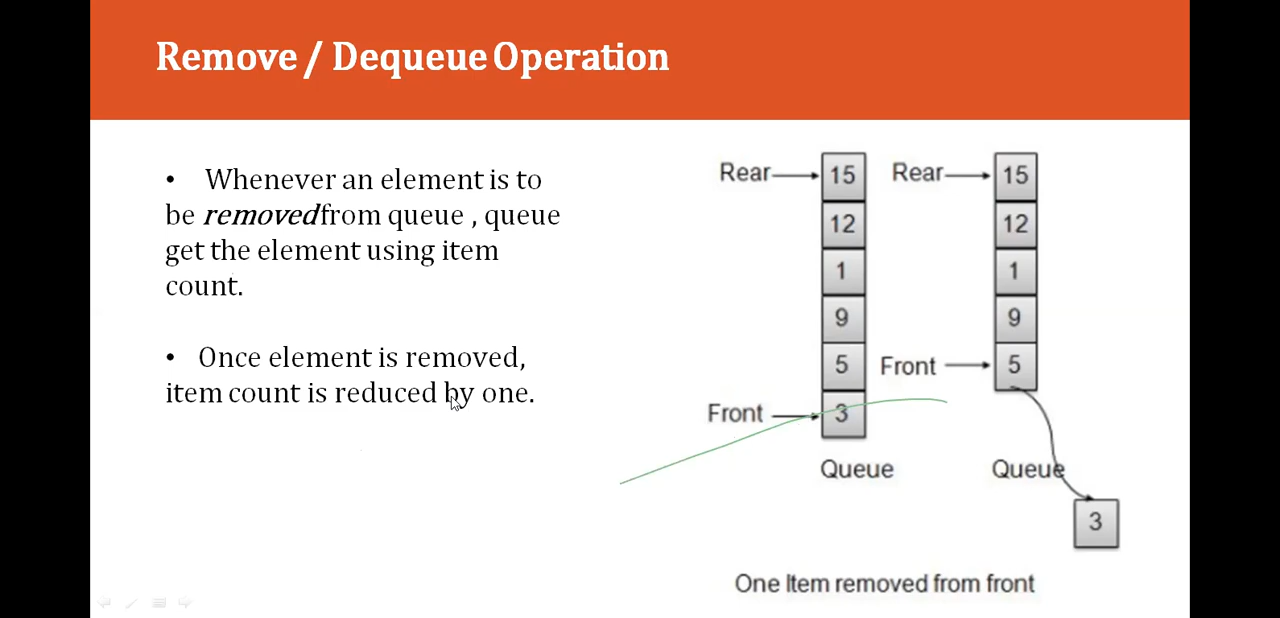 Remove / Dequeue Operation
• Whenever an element is to
be removed from queue , queue
get the element using item
count.
• Once element is removed,
item count is reduced by one.
Rear 15 Rear 15
12 12
1 1
9 9
5 Front 5
Front 3
Queue Queue
3
One Item removed from front